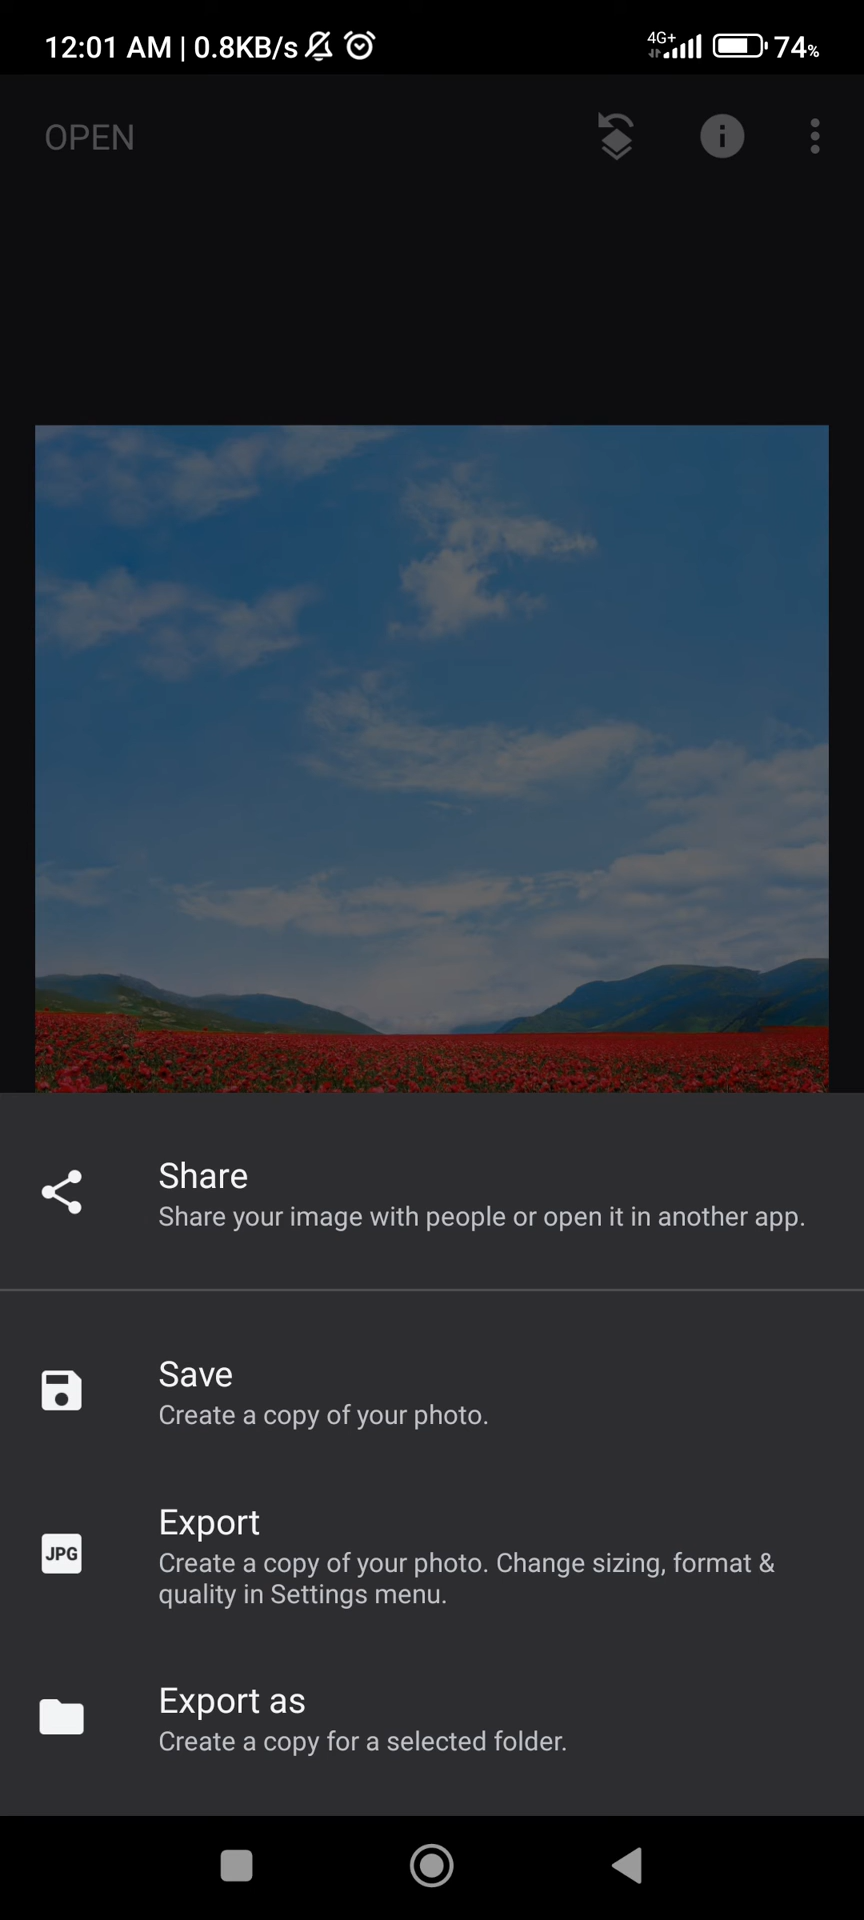 12:01 AM | 0.8KB/s 4G+ 74%
OPEN
Share
Share your image with people or open it in another app.
Save
Create a copy of your photo.
JPG
Export
Create a copy of your photo. Change sizing, format &
quality in Settings menu.
Export as
Create a copy for a selected folder.